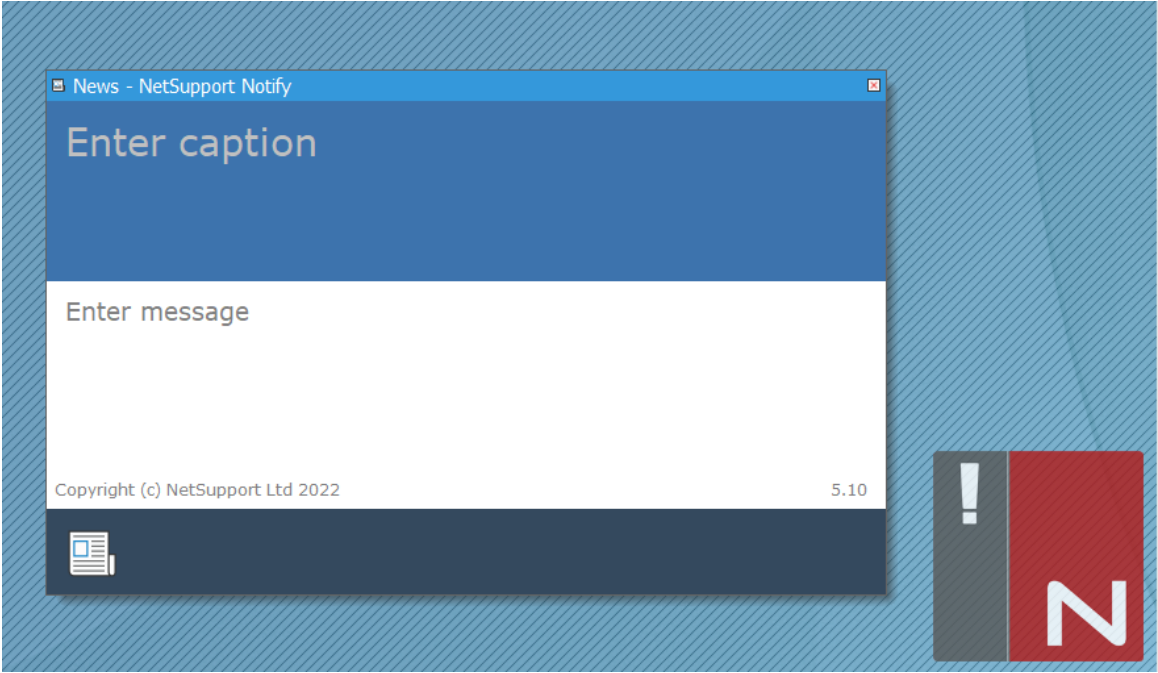 News - NetSupport Notify
Enter caption
Enter message
Copyright (c) NetSupport Ltd 2022
5.10
!
N